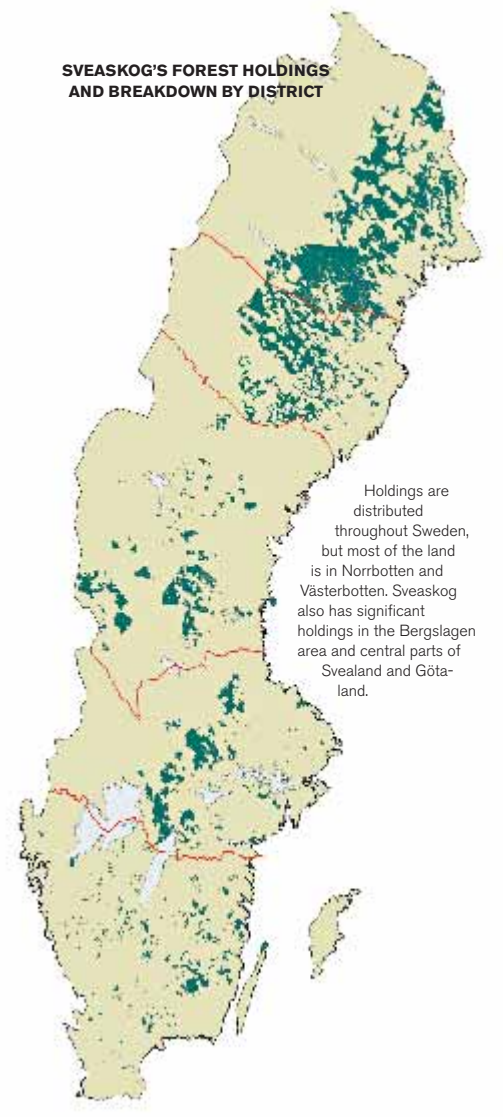 SVEASKOG'S FOREST HOLDINGS
AND BREAKDOWN BY DISTRICT
Holdings are
distributed
throughout Sweden,
but most of the land
is in Norrbotten and
Västerbotten. Sveaskog
also has significant
holdings in the Bergslagen
area and central parts of
Svealand and Göta-
land.